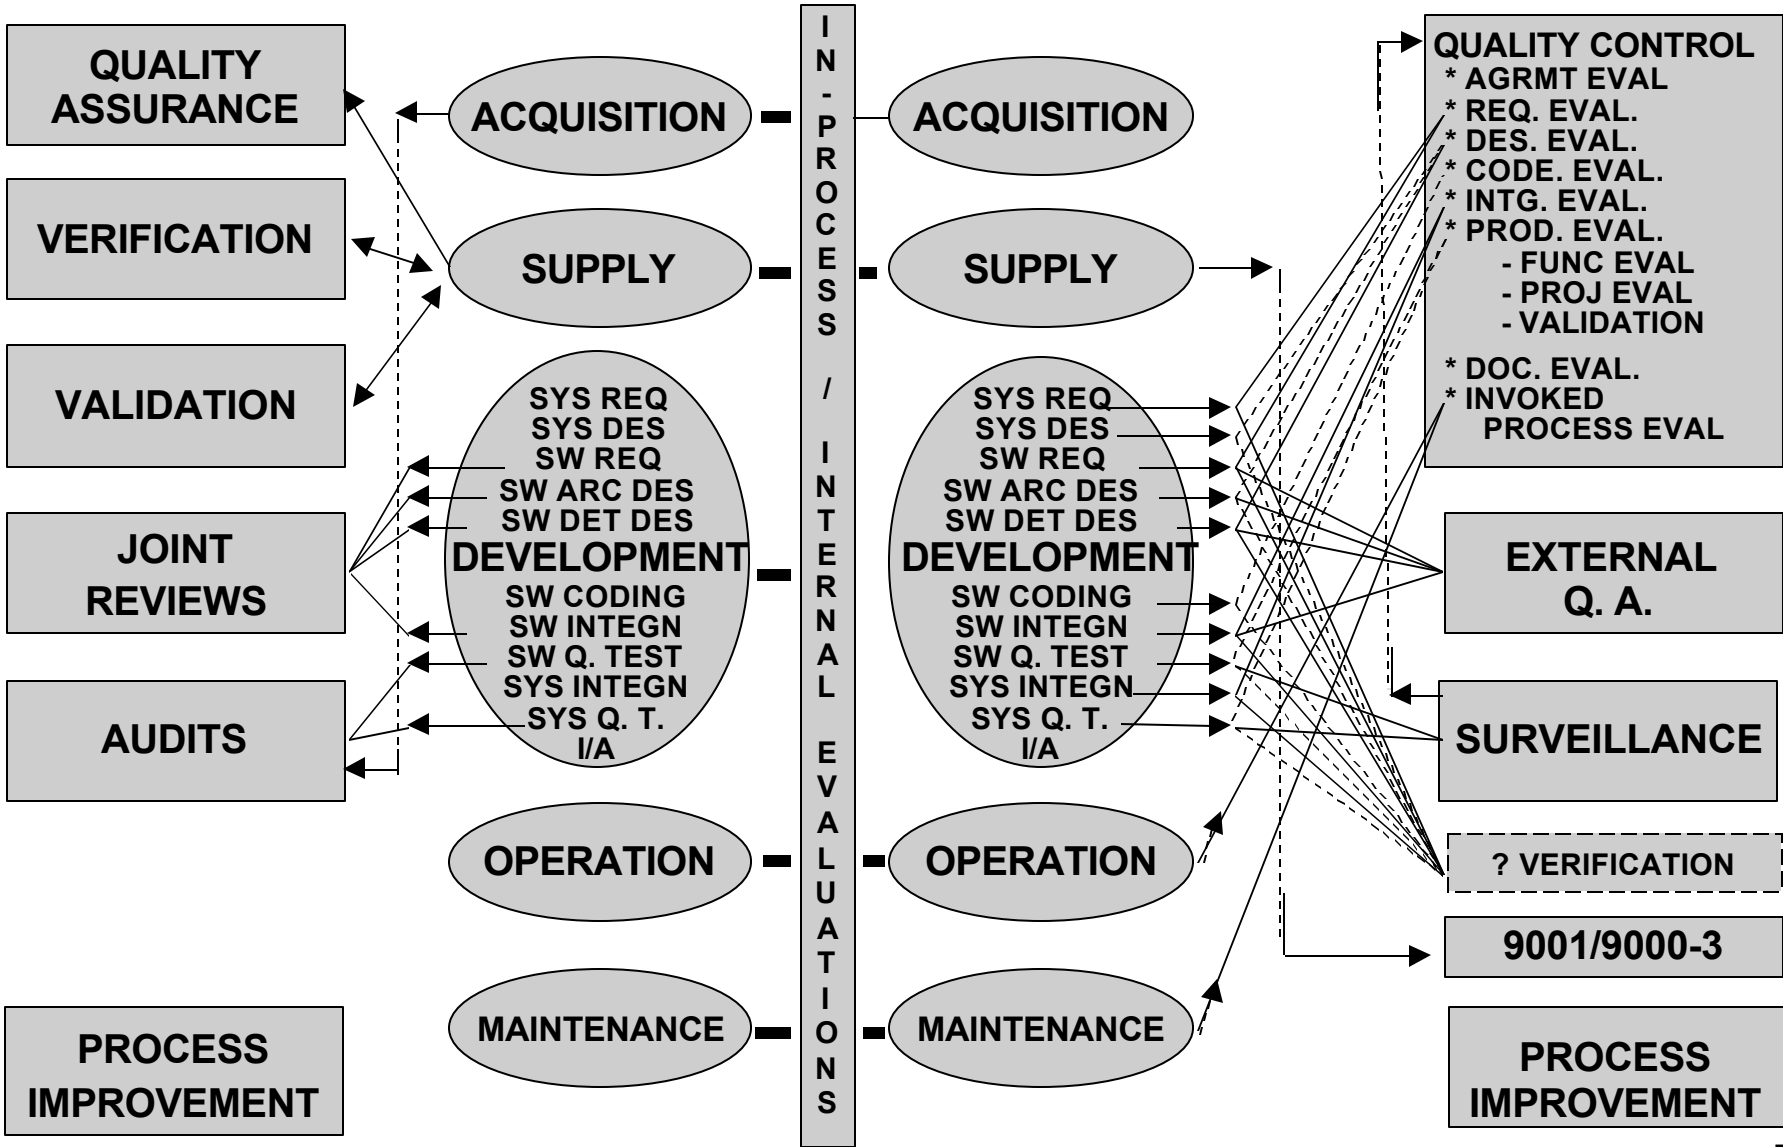 QUALITY
ASSURANCE
VERIFICATION
VALIDATION
JOINT
REVIEWS
AUDITS
PROCESS
IMPROVEMENT
ACQUISITION
SUPPLY
SYS REQ
SYS DES
SW REQ
SW ARC DES
SW DET DES
DEVELOPMENT
SW CODING
SW INTEGN
SW Q. TEST
SYS INTEGN
SYS Q. T.
I/A
OPERATION
MAINTENANCE
IN-PROCESS / INTERNAL EVALUATIONS
ACQUISITION
SUPPLY
SYS REQ
SYS DES
SW REQ
SW ARC DES
SW DET DES
DEVELOPMENT
SW CODING
SW INTEGN
SW Q. TEST
SYS INTEGN
SYS Q. T.
I/A
OPERATION
MAINTENANCE
QUALITY CONTROL
* AGRMT EVAL
* REQ. EVAL.
* DES. EVAL.
* CODE. EVAL.
* INTG. EVAL.
* PROD. EVAL.
- FUNC EVAL
- PROJ EVAL
- VALIDATION
* DOC. EVAL.
* INVOKED
PROCESS EVAL
EXTERNAL
Q. A.
SURVEILLANCE
? VERIFICATION
9001/9000-3
PROCESS
IMPROVEMENT